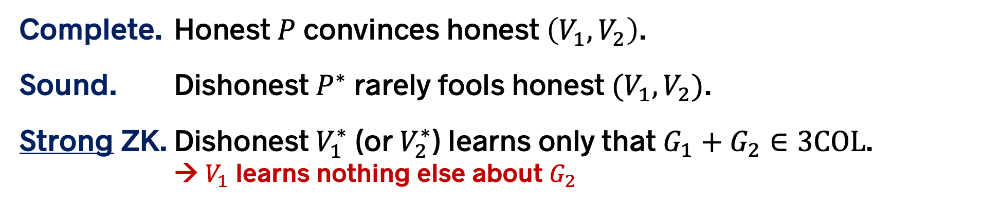 Complete. Honest 𝑃 convinces honest (𝑉₁, 𝑉₂).
Sound. Dishonest 𝑃* rarely fools honest (𝑉₁, 𝑉₂).
Strong ZK. Dishonest 𝑉₁* (or 𝑉₂*) learns only that 𝐺₁ + 𝐺₂ ∈ 3COL.
→ 𝑉₁ learns nothing else about 𝐺₂